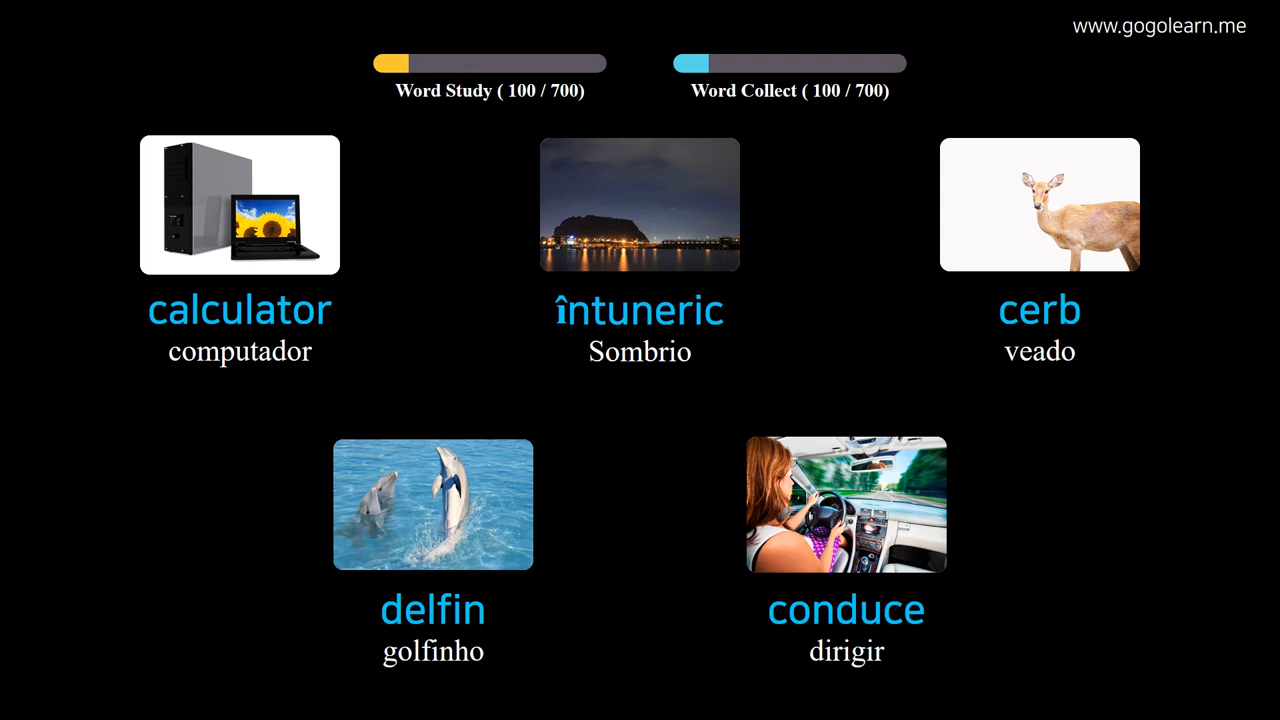 www.gogolearn.me
Word Study ( 100 / 700)
Word Collect ( 100 / 700)
calculator
computador
întuneric
Sombrio
cerb
veado
delfin
golfinho
conduce
dirigir